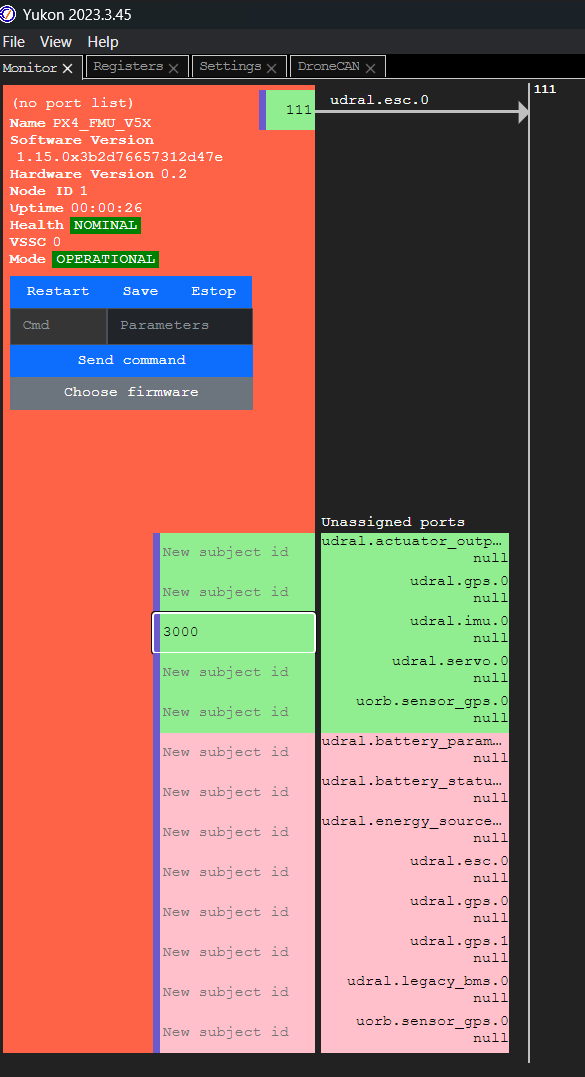 Yukon 2023.3.45
File View Help
Monitor Registers Settings DroneCAN
(no port list)
Name PX4_FMU_V5X
Software Version
1.15.0x3b2d76657312d47e
Hardware Version 0.2
Node ID 1
Uptime 00:00:26
Health NOMINAL
VSSC 0
Mode OPERATIONAL
Restart Save Estop
Cmd Parameters
Send command
Choose firmware
111 udral.esc.0
111
Unassigned ports
New subject id udral.actuator_outp…
null
New subject id udral.gps.0
null
3000 udral.imu.0
null
New subject id udral.servo.0
null
New subject id uorb.sensor_gps.0
null
New subject id udral.battery_param…
null
New subject id udral.battery_statu…
null
New subject id udral.energy_source…
null
New subject id udral.esc.0
null
New subject id udral.gps.0
null
New subject id udral.gps.1
null
New subject id udral.legacy_bms.0
null
New subject id uorb.sensor_gps.0
null